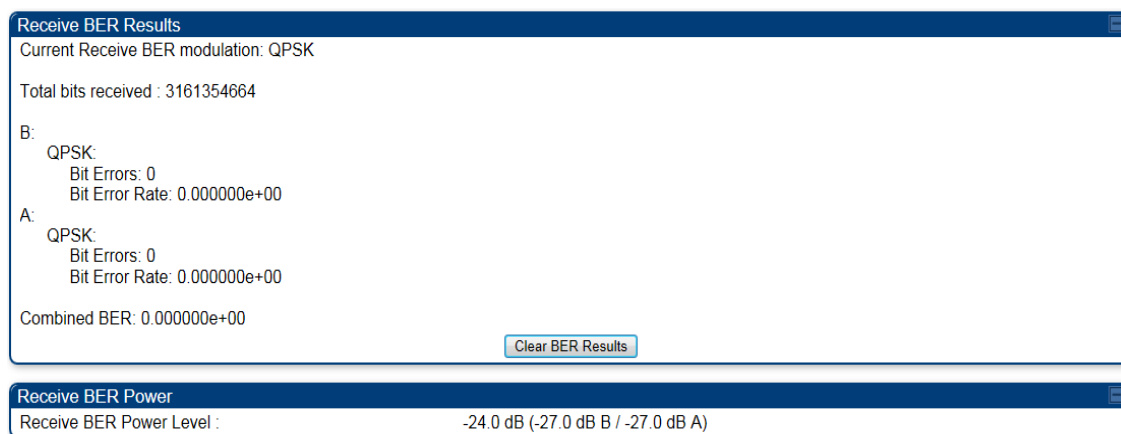 Receive BER Results
Current Receive BER modulation: QPSK
Total bits received : 3161354664
B:
QPSK:
Bit Errors: 0
Bit Error Rate: 0.000000e+00
A:
QPSK:
Bit Errors: 0
Bit Error Rate: 0.000000e+00
Combined BER: 0.000000e+00
Clear BER Results
Receive BER Power
Receive BER Power Level : -24.0 dB (-27.0 dB B / -27.0 dB A)